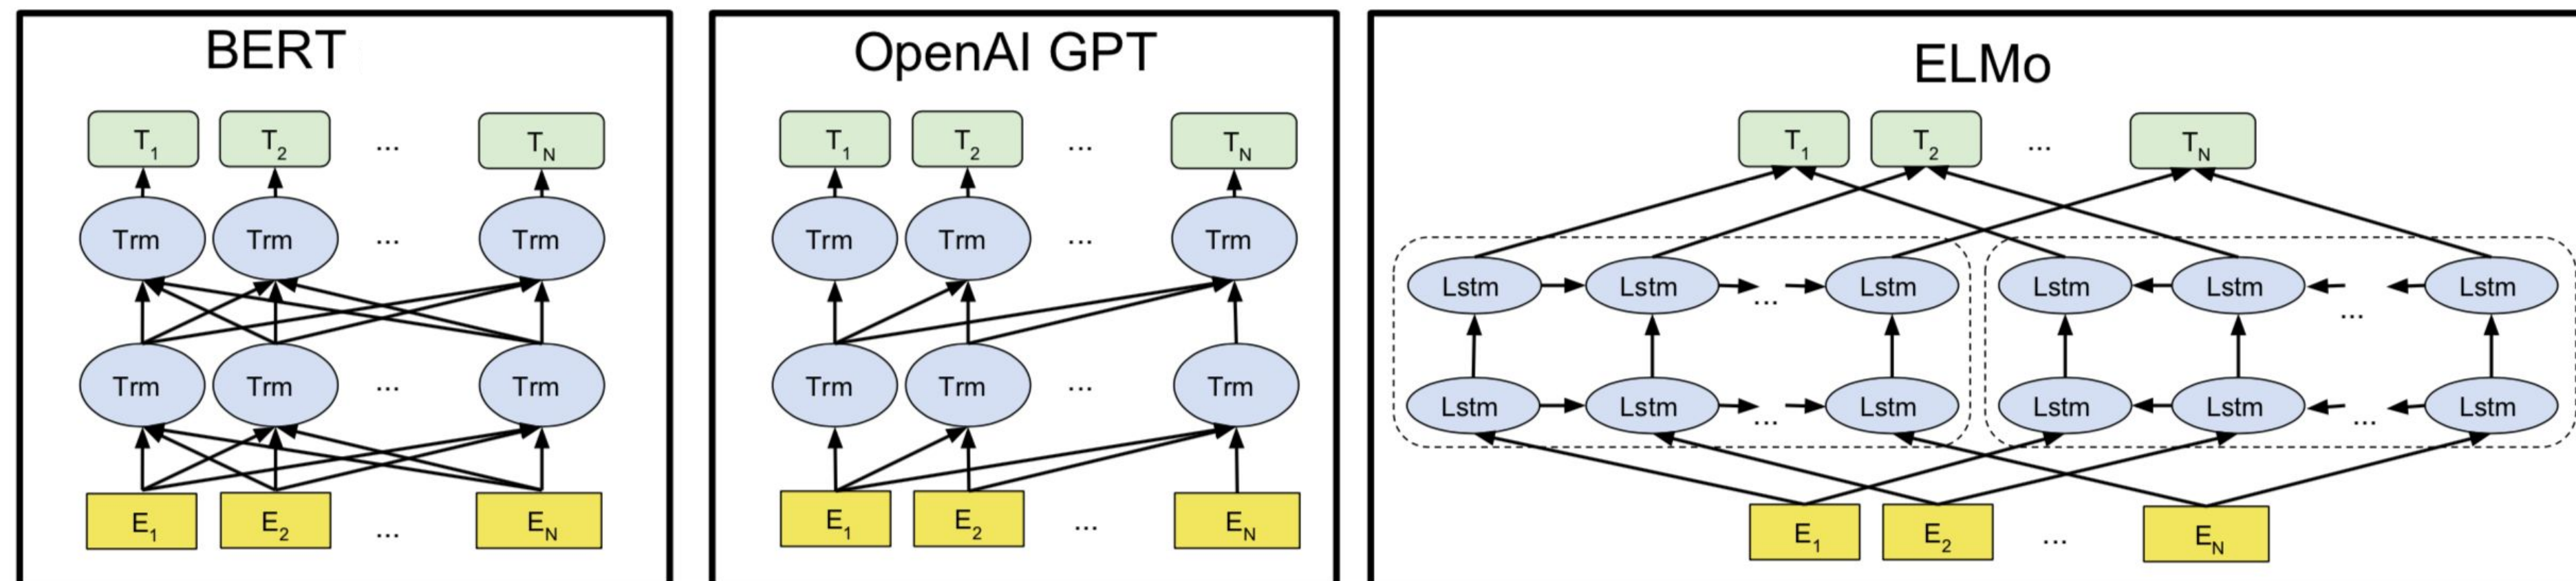 BERT
T1 T2 ... TN
Trm Trm ... Trm
Trm Trm ... Trm
E1 E2 ... EN
OpenAI GPT
T1 T2 ... TN
Trm Trm ... Trm
Trm Trm ... Trm
E1 E2 ... EN
ELMo
T1 T2 ... TN
Lstm Lstm ... Lstm Lstm Lstm ... Lstm
Lstm Lstm ... Lstm Lstm Lstm ... Lstm
E1 E2 ... EN